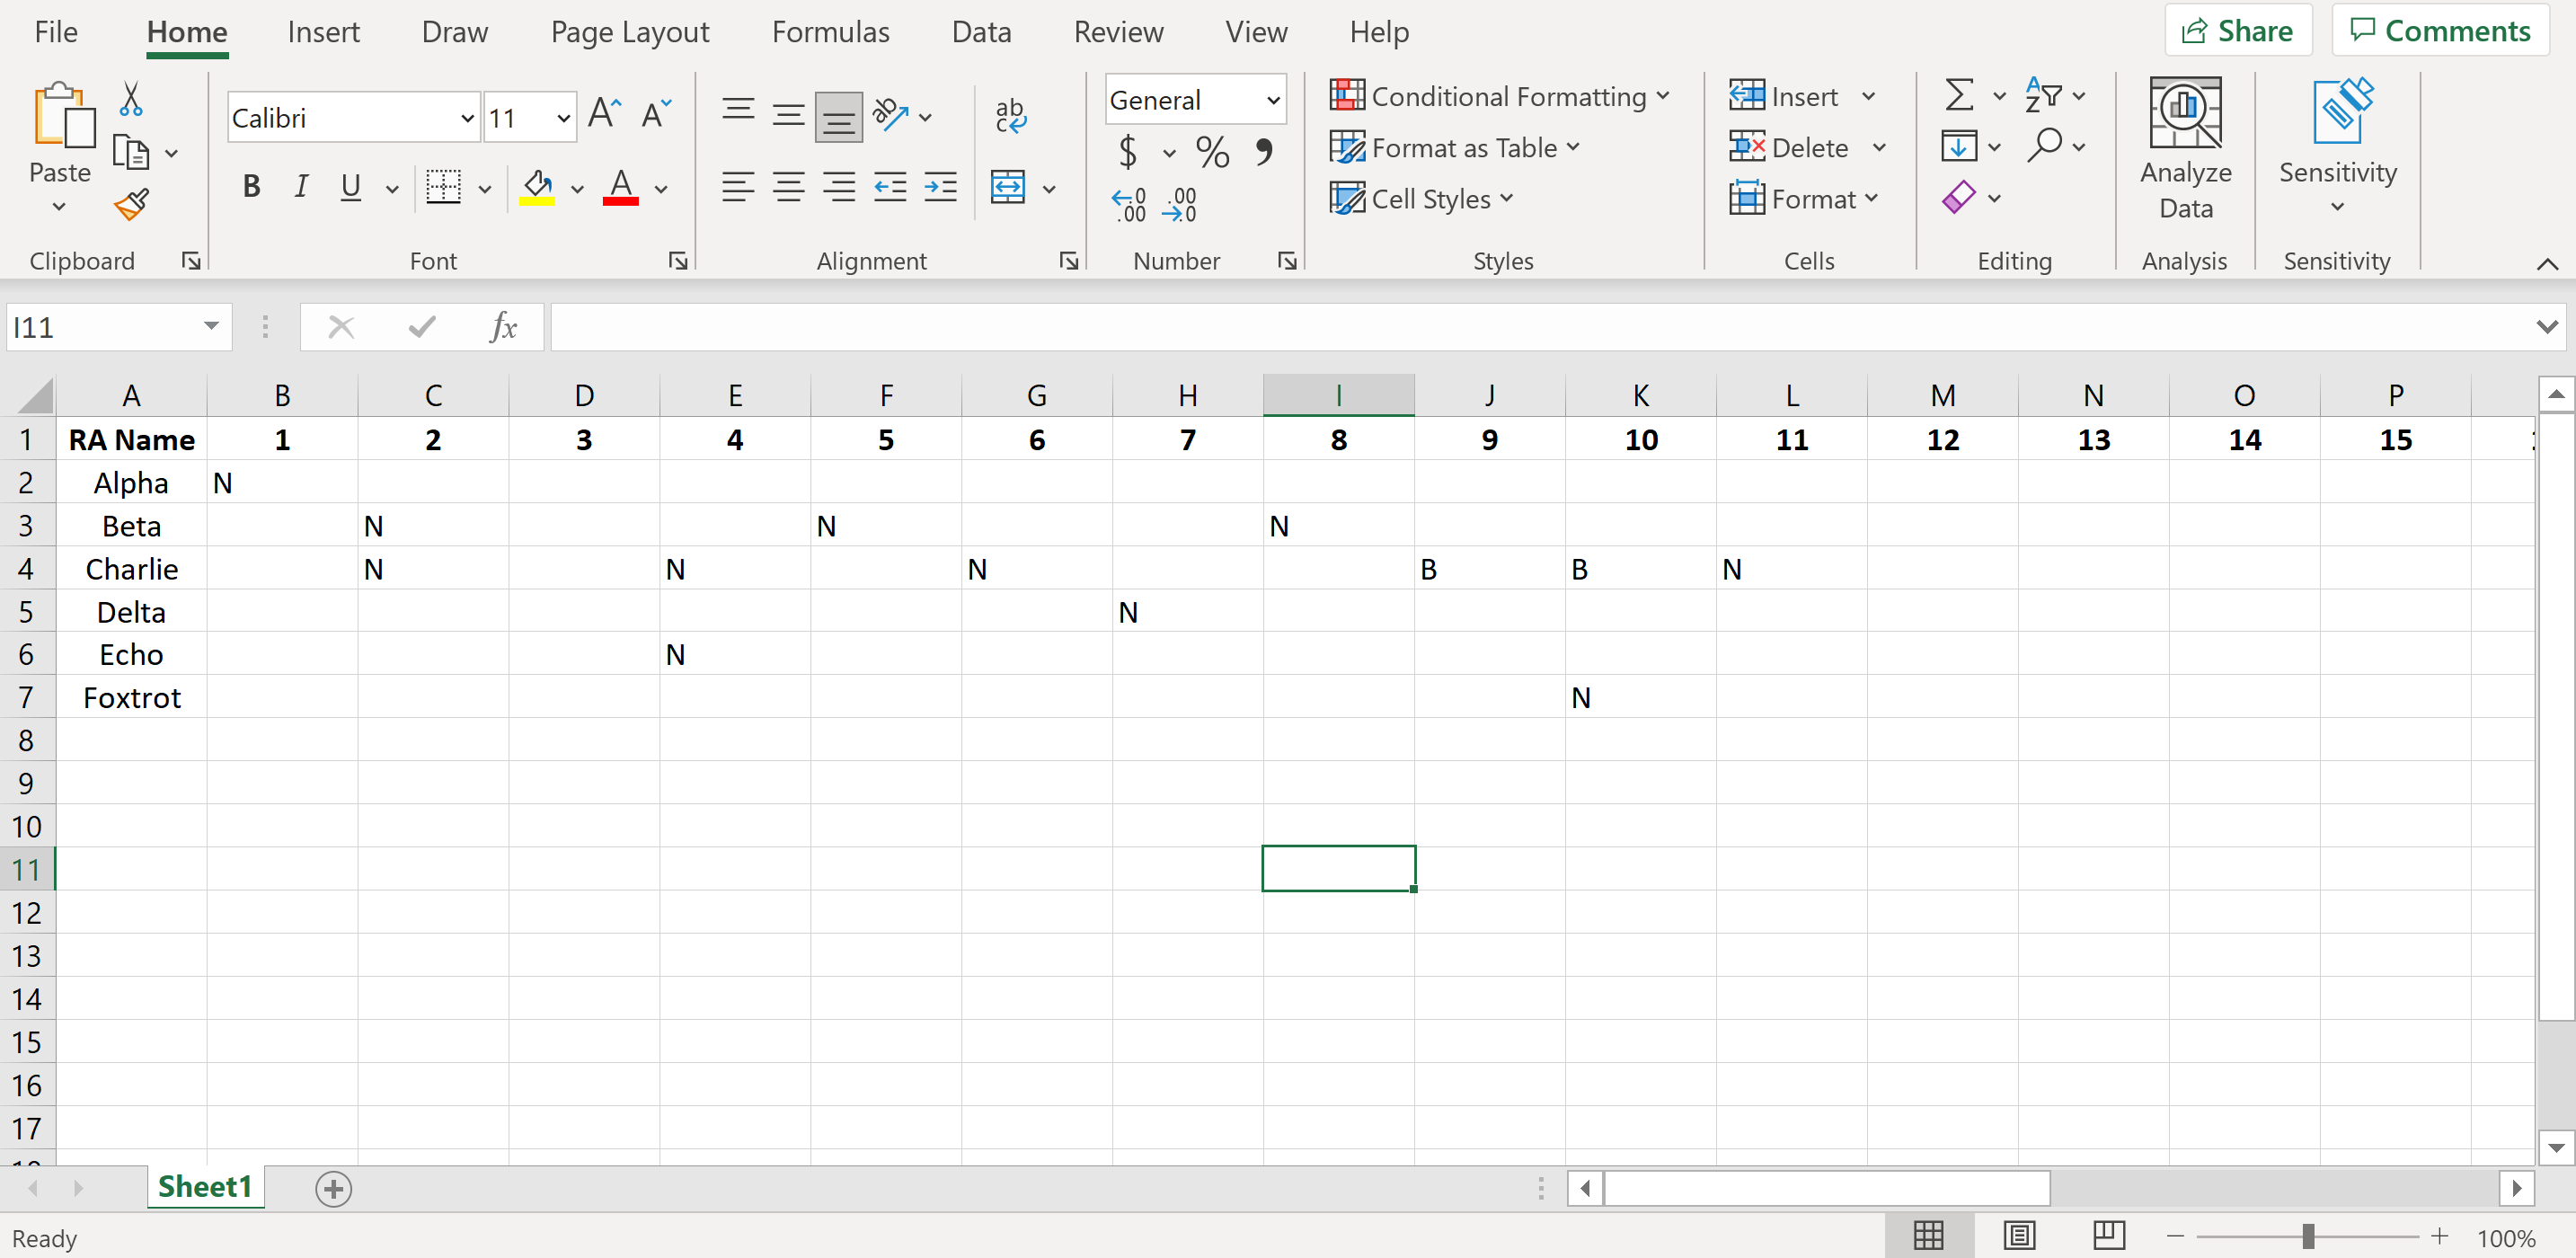 File Home Insert Draw Page Layout Formulas Data Review View Help Share Comments
Paste
Clipboard
Calibri 11
B I U
Font
ab
c
Alignment
General
$ % 9
Number
Conditional Formatting
Format as Table
Cell Styles
Styles
Insert
Delete
Format
Cells
Editing
Analyze
Data
Analysis
Sensitivity
Sensitivity
I11 fx
A B C D E F G H I J K L M N O P
1 RA Name 1 2 3 4 5 6 7 8 9 10 11 12 13 14 15
2 Alpha N
3 Beta N N N
4 Charlie N N N B B N
5 Delta N
6 Echo N
7 Foxtrot N
8
9
10
11
12
13
14
15
16
17
Sheet1
Ready 100%